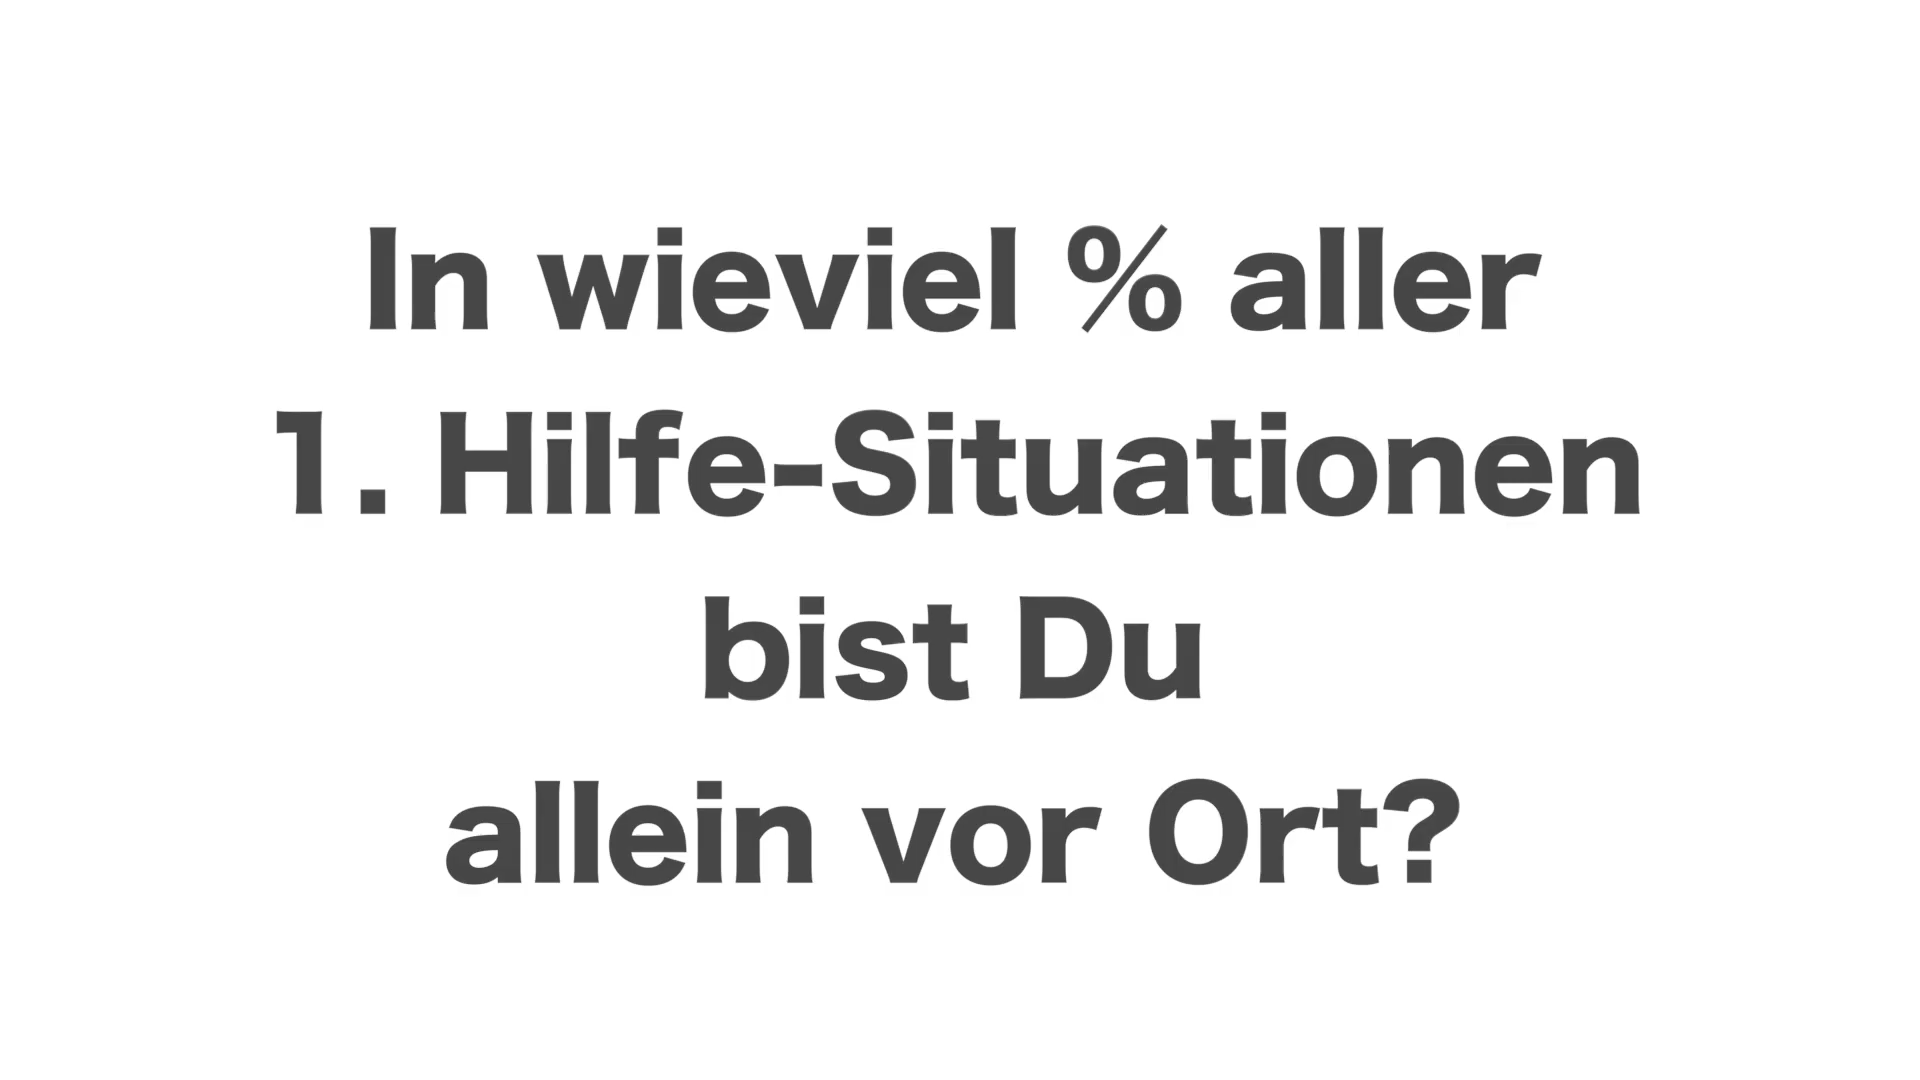 In wieviel % aller
1. Hilfe-Situationen
bist Du
allein vor Ort?